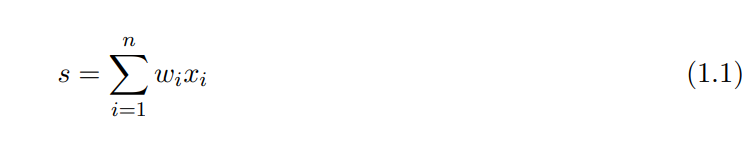 s = \sum_{i=1}^{n} w_i x_i (1.1)